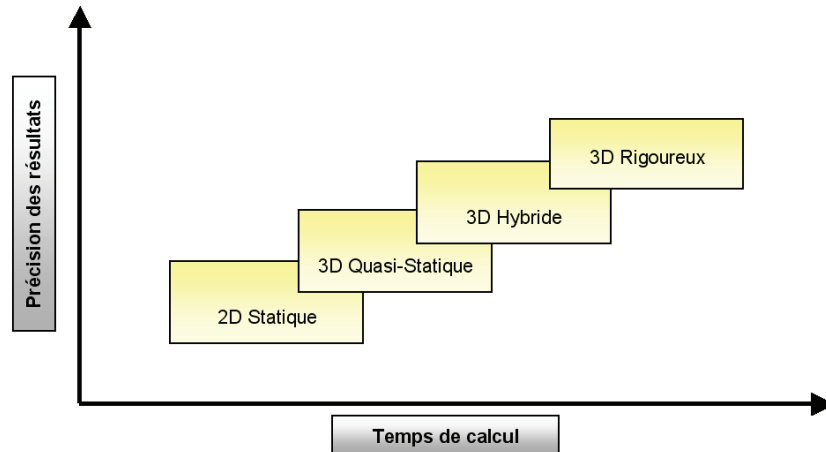 Précision des résultats
3D Rigoureux
3D Hybride
3D Quasi-Statique
2D Statique
Temps de calcul